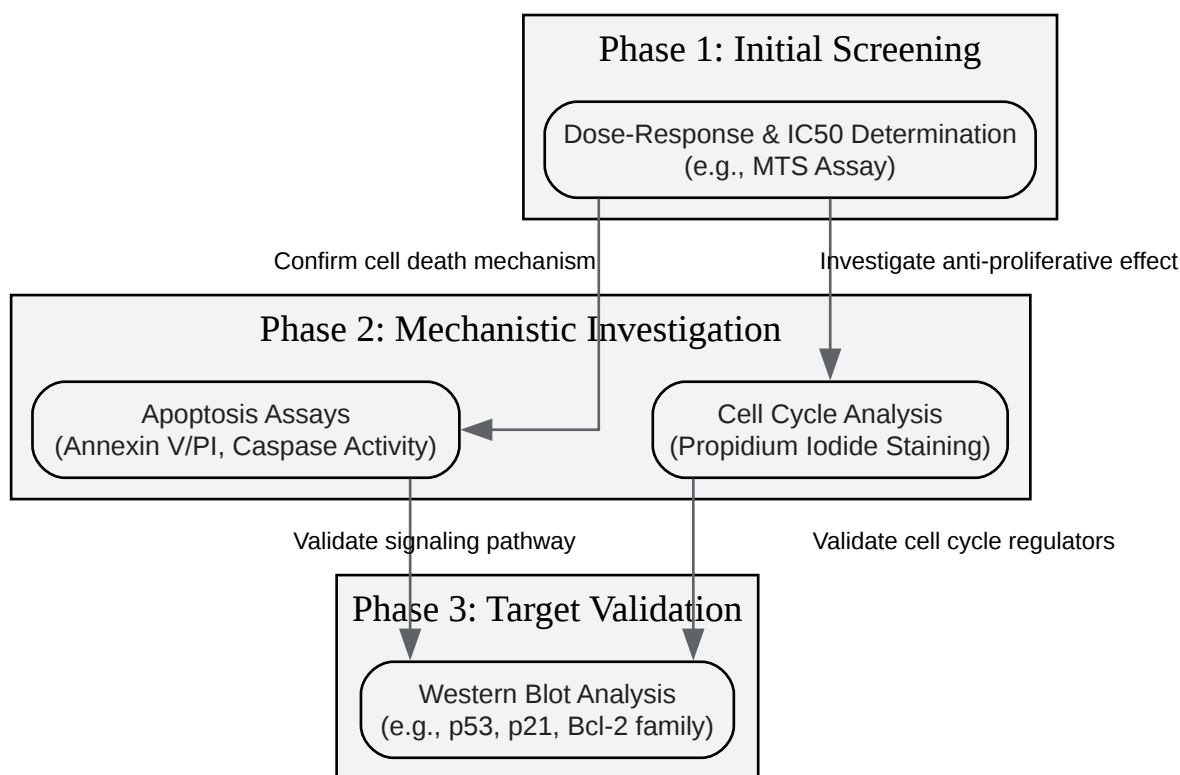 Phase 1: Initial Screening
Dose-Response & IC50 Determination
(e.g., MTS Assay)
Confirm cell death mechanism
Investigate anti-proliferative effect
Phase 2: Mechanistic Investigation
Apoptosis Assays
(Annexin V/PI, Caspase Activity)
Cell Cycle Analysis
(Propidium Iodide Staining)
Validate signaling pathway
Validate cell cycle regulators
Phase 3: Target Validation
Western Blot Analysis
(e.g., p53, p21, Bcl-2 family)